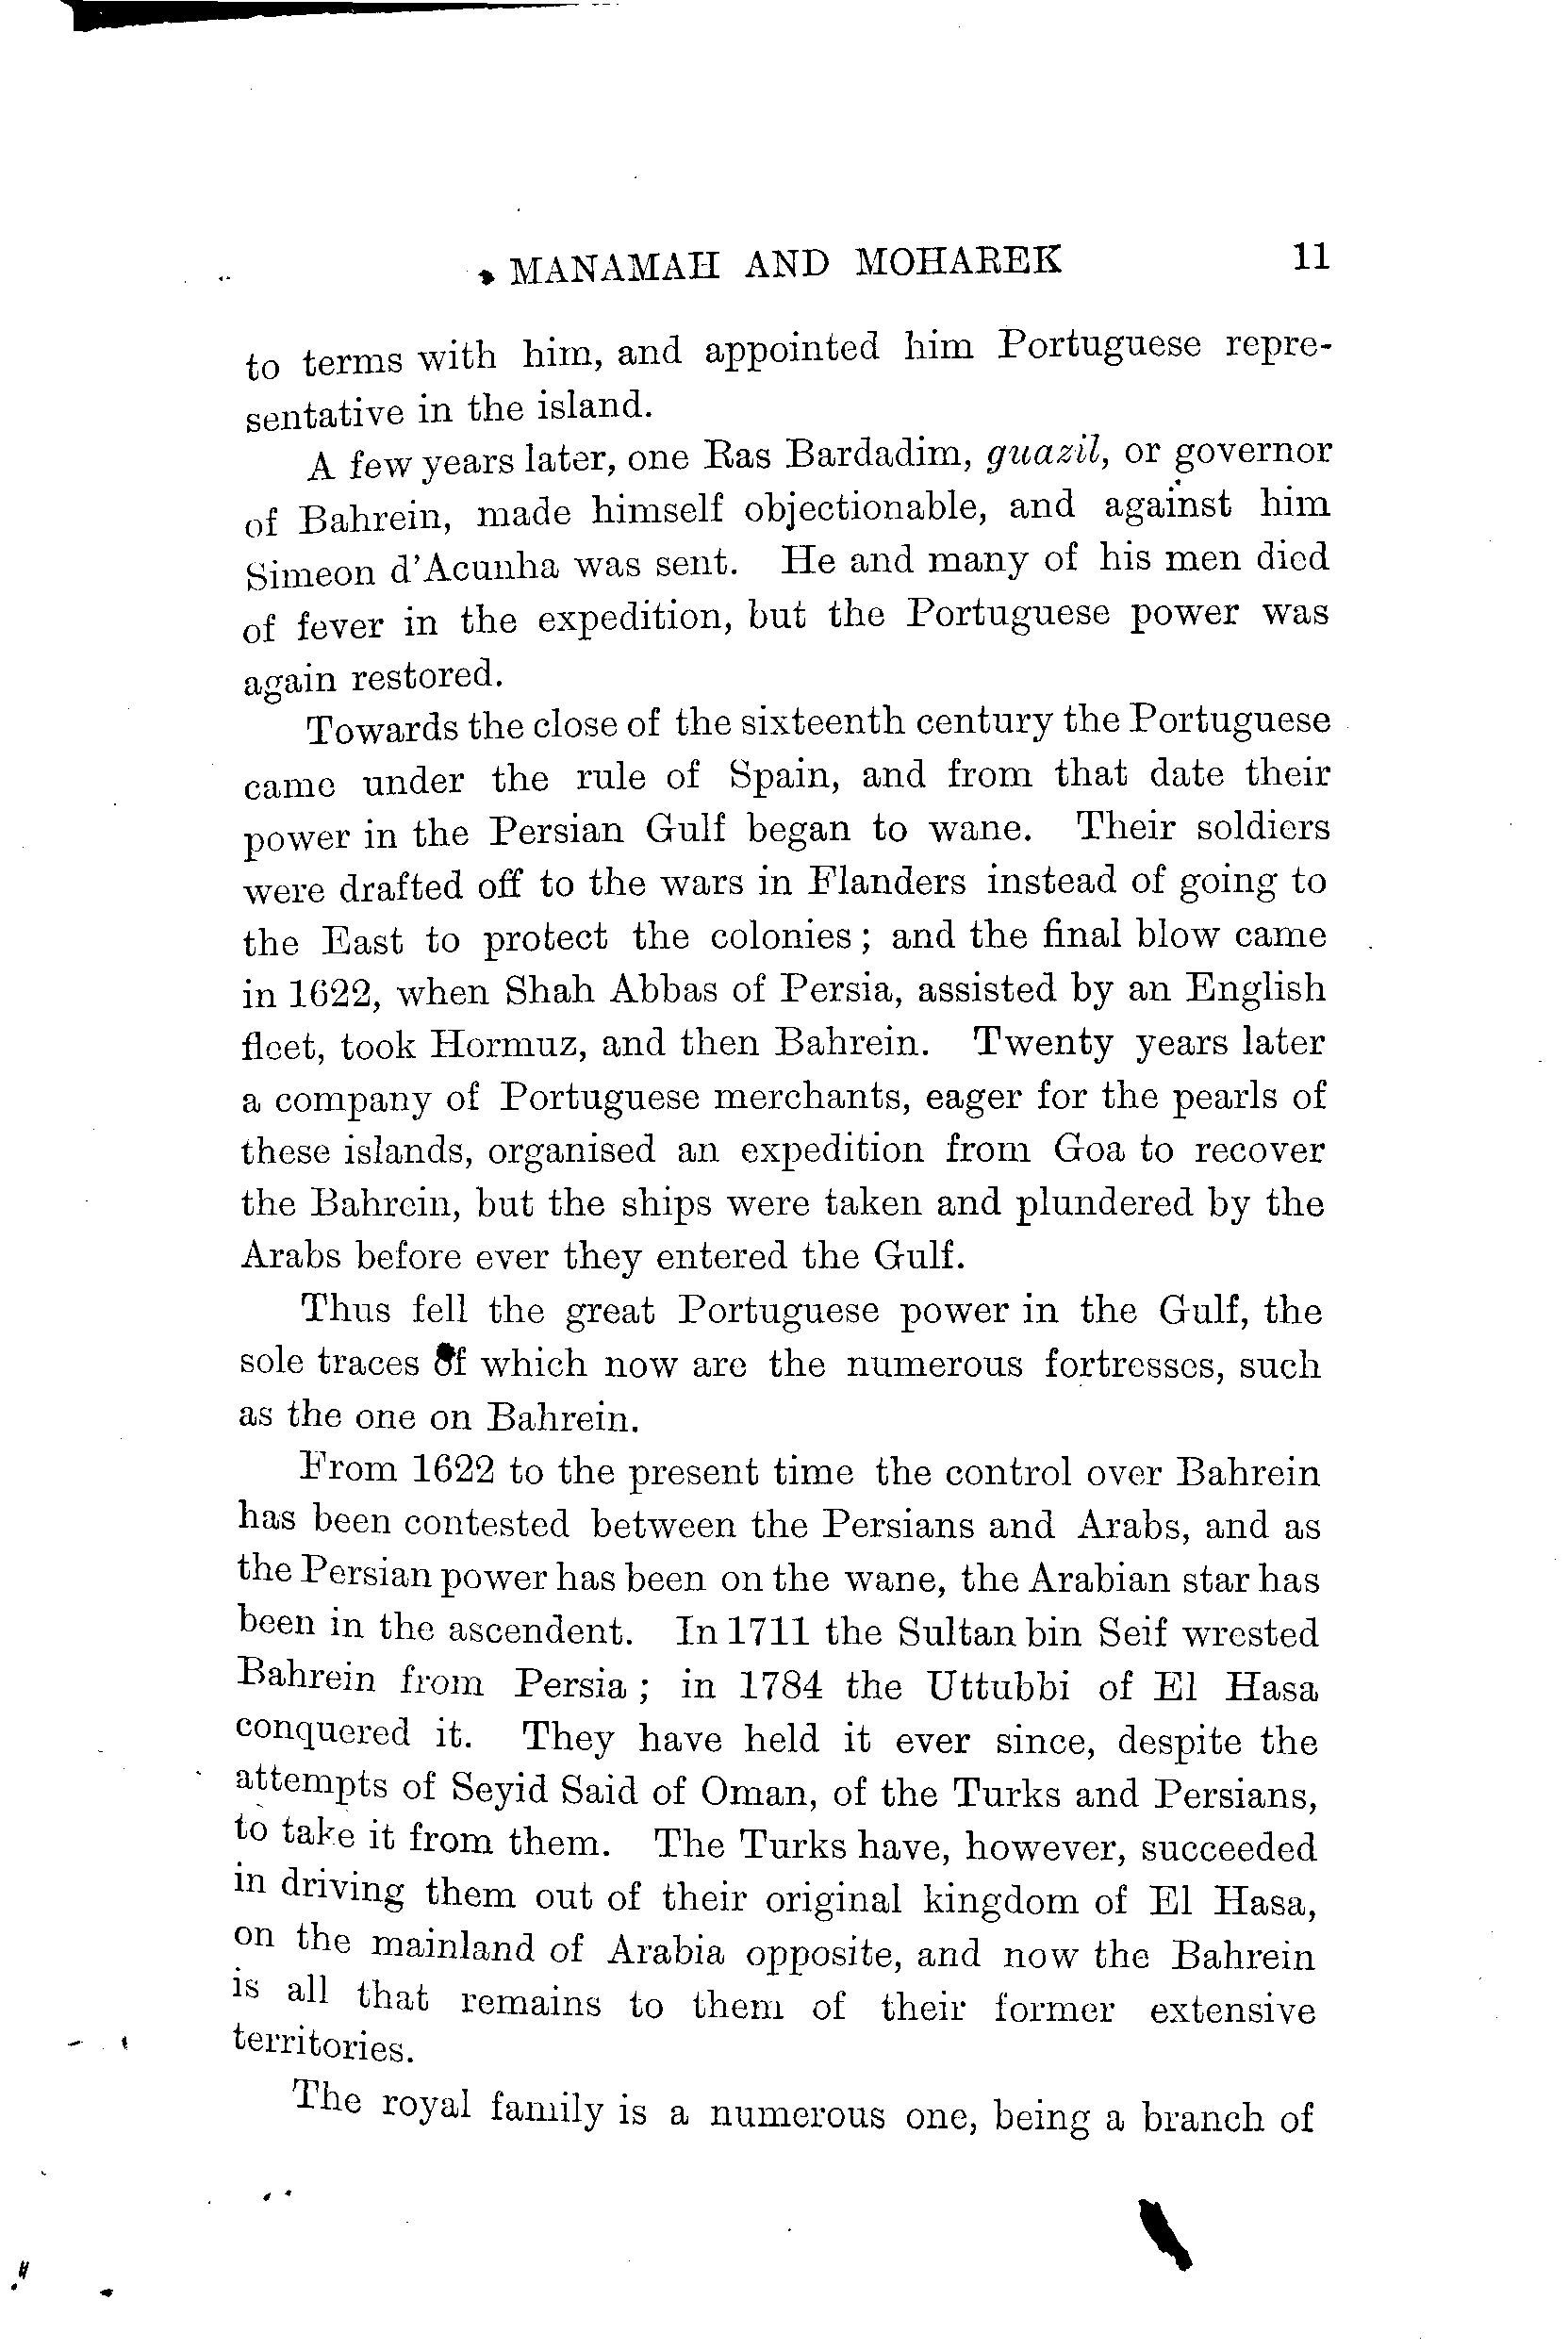 MANAMAH AND MOHAREK 11
to terms with him, and appointed him Portuguese repre-
sentative in the island.
A few years later, one Ras Bardadim, guazil, or governor
of Bahrein, made himself objectionable, and against him
Simeon d'Acunha was sent. He and many of his men died
of fever in the expedition, but the Portuguese power was
again restored.
Towards the close of the sixteenth century the Portuguese
came under the rule of Spain, and from that date their
power in the Persian Gulf began to wane. Their soldiers
were drafted off to the wars in Flanders instead of going to
the East to protect the colonies; and the final blow came
in 1622, when Shah Abbas of Persia, assisted by an English
fleet, took Hormuz, and then Bahrein. Twenty years later
a company of Portuguese merchants, eager for the pearls of
these islands, organised an expedition from Goa to recover
the Bahrein, but the ships were taken and plundered by the
Arabs before ever they entered the Gulf.
Thus fell the great Portuguese power in the Gulf, the
sole traces of which now are the numerous fortresses, such
as the one on Bahrein.
From 1622 to the present time the control over Bahrein
has been contested between the Persians and Arabs, and as
the Persian power has been on the wane, the Arabian star has
been in the ascendent. In 1711 the Sultan bin Seif wrested
Bahrein from Persia; in 1784 the Uttubbi of El Hasa
conquered it. They have held it ever since, despite the
attempts of Seyid Said of Oman, of the Turks and Persians,
to take it from them. The Turks have, however, succeeded
in driving them out of their original kingdom of El Hasa,
on the mainland of Arabia opposite, and now the Bahrein
is all that remains to them of their former extensive
territories.
The royal family is a numerous one, being a branch of